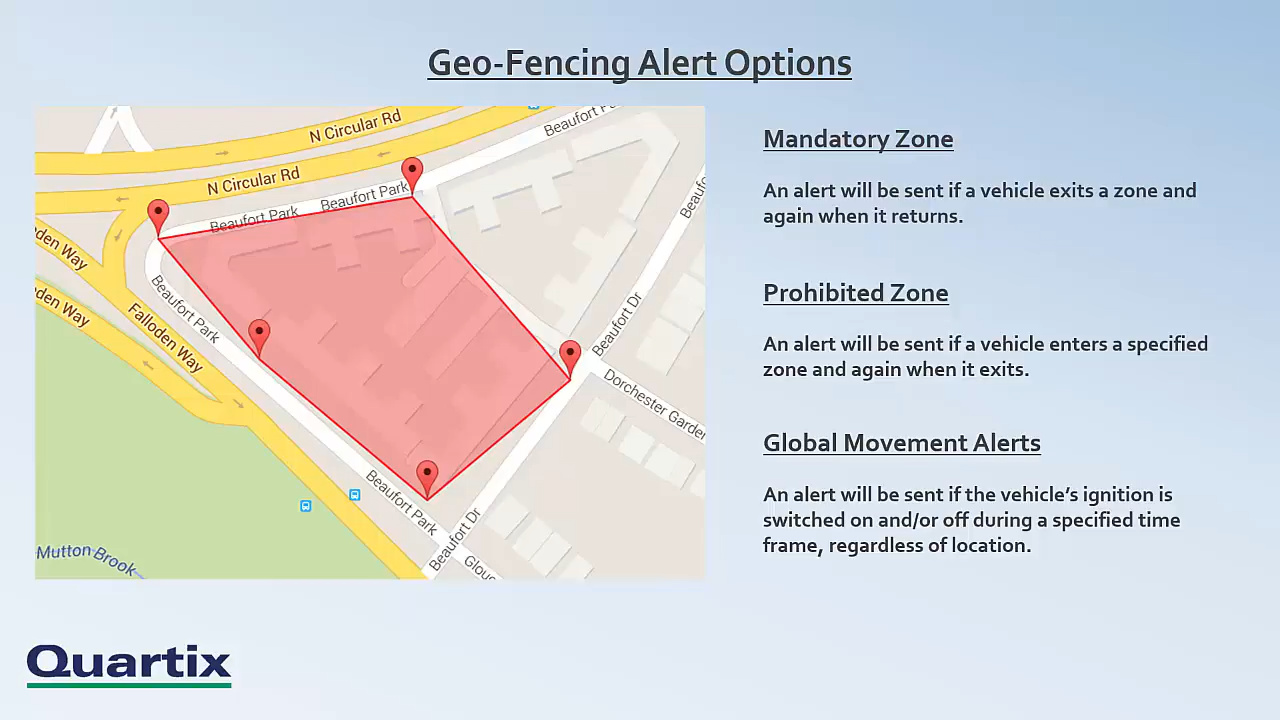 Geo-Fencing Alert Options
N Circular Rd
Beaufort
N Circular Rd
Beaufort Park
Beaufort Park
Mandatory Zone
An alert will be sent if a vehicle exits a zone and
again when it returns.
Prohibited Zone
An alert will be sent if a vehicle enters a specified
zone and again when it exits.
Global Movement Alerts
An alert will be sent if the vehicle’s ignition is
switched on and/or off during a specified time
frame, regardless of location.
Way
Way
Beaufort Park
Falloden Way
Beaufort Dr
Dorchester
Beaufort Park
Beaufort Dr
Mutton Brook
Quartix